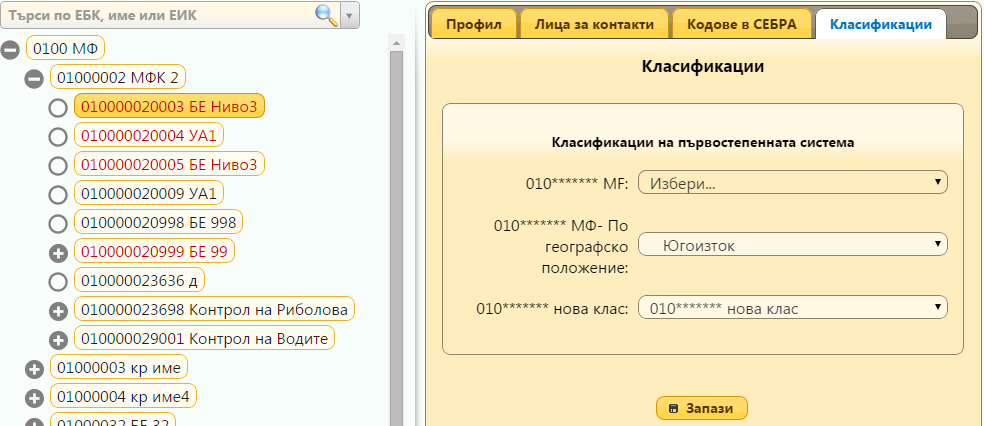 Търси по ЕБК, име или ЕИК
0100 МФ
01000002 МФК 2
010000020003 БЕ Ниво3
010000020004 УА1
010000020005 БЕ Ниво3
010000020009 УА1
010000020998 БЕ 998
010000020999 БЕ 99
010000023636 д
010000023698 Контрол на Риболова
010000029001 Контрол на Водите
01000003 кр име
01000004 кр име4
01000032 БЕ 32
Профил
Лица за контакти
Кодове в СЕБРА
Класификации
Класификации
Класификации на първостепенната система
010******* MF:
Избери...
010******* МФ- По
географско
положение:
Югоизток
010******* нова клас:
010******* нова клас
Запази